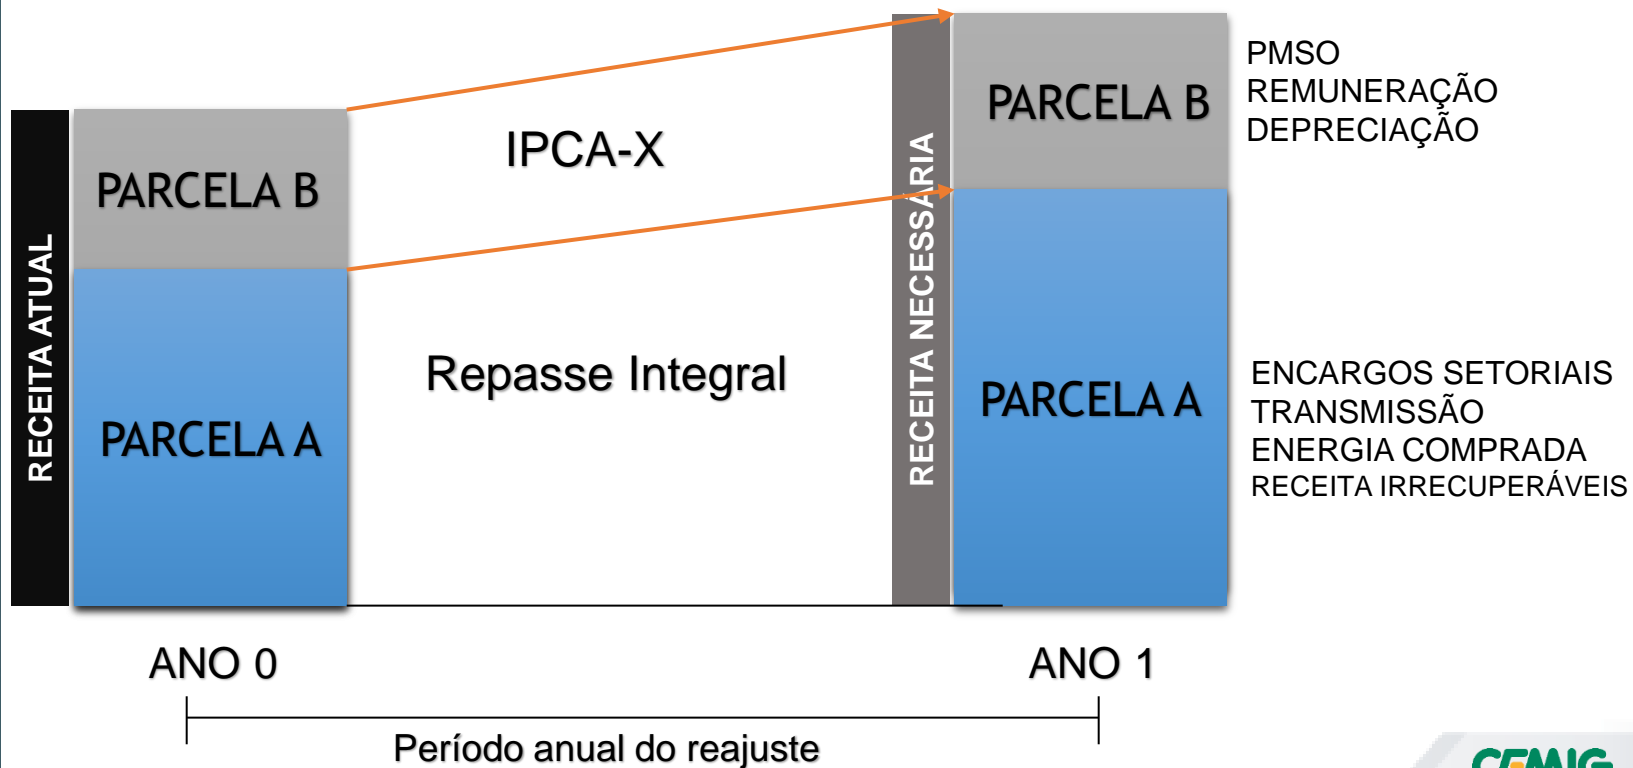 PMSO
REMUNERAÇÃO
DEPRECIAÇÃO
PARCELA B
IPCA-X
PARCELA B
RECEITA ATUAL
RECEITA NECESSÁRIA
Repasse Integral
PARCELA A
PARCELA A
ENCARGOS SETORIAIS
TRANSMISSÃO
ENERGIA COMPRADA
RECEITA IRRECUPERÁVEIS
ANO 0
ANO 1
Período anual do reajuste
CEMIG